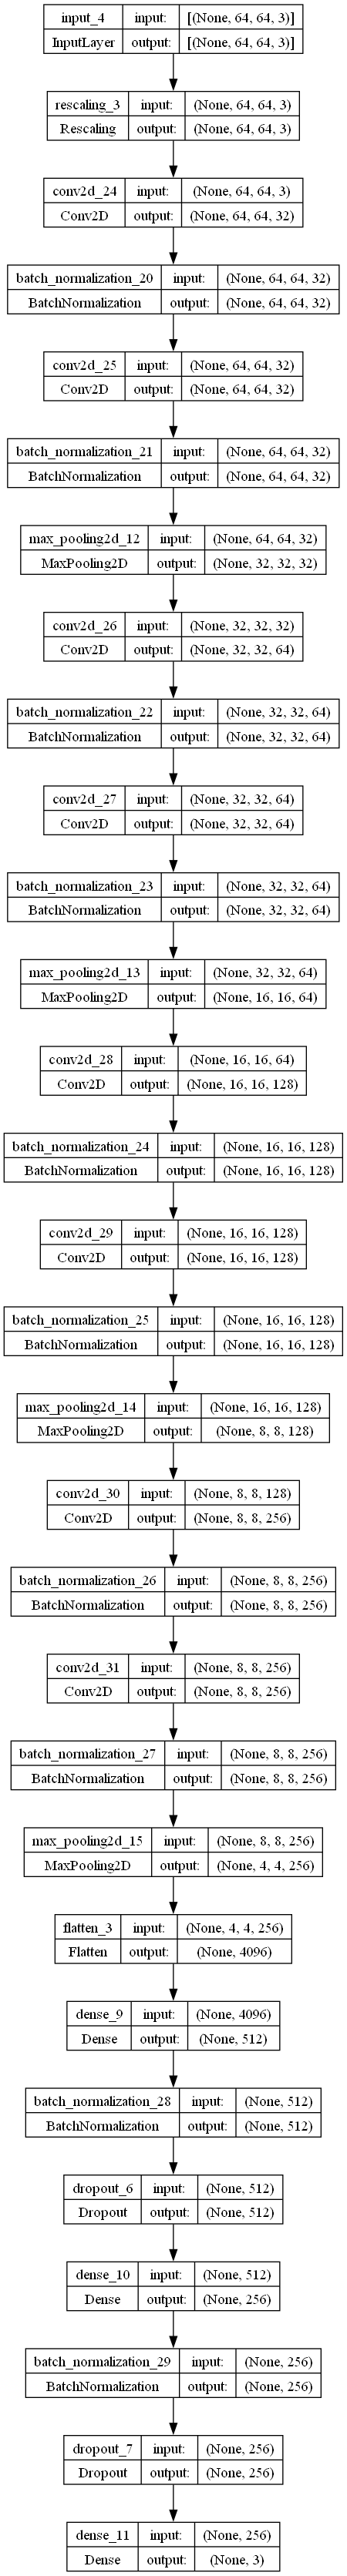 input_4 input: [(None, 64, 64, 3)]
InputLayer output: [(None, 64, 64, 3)]
rescaling_3 input: (None, 64, 64, 3)
Rescaling output: (None, 64, 64, 3)
conv2d_24 input: (None, 64, 64, 3)
Conv2D output: (None, 64, 64, 32)
batch_normalization_20 input: (None, 64, 64, 32)
BatchNormalization output: (None, 64, 64, 32)
conv2d_25 input: (None, 64, 64, 32)
Conv2D output: (None, 64, 64, 32)
batch_normalization_21 input: (None, 64, 64, 32)
BatchNormalization output: (None, 64, 64, 32)
max_pooling2d_12 input: (None, 64, 64, 32)
MaxPooling2D output: (None, 32, 32, 32)
conv2d_26 input: (None, 32, 32, 32)
Conv2D output: (None, 32, 32, 64)
batch_normalization_22 input: (None, 32, 32, 64)
BatchNormalization output: (None, 32, 32, 64)
conv2d_27 input: (None, 32, 32, 64)
Conv2D output: (None, 32, 32, 64)
batch_normalization_23 input: (None, 32, 32, 64)
BatchNormalization output: (None, 32, 32, 64)
max_pooling2d_13 input: (None, 32, 32, 64)
MaxPooling2D output: (None, 16, 16, 64)
conv2d_28 input: (None, 16, 16, 64)
Conv2D output: (None, 16, 16, 128)
batch_normalization_24 input: (None, 16, 16, 128)
BatchNormalization output: (None, 16, 16, 128)
conv2d_29 input: (None, 16, 16, 128)
Conv2D output: (None, 16, 16, 128)
batch_normalization_25 input: (None, 16, 16, 128)
BatchNormalization output: (None, 16, 16, 128)
max_pooling2d_14 input: (None, 16, 16, 128)
MaxPooling2D output: (None, 8, 8, 128)
conv2d_30 input: (None, 8, 8, 128)
Conv2D output: (None, 8, 8, 256)
batch_normalization_26 input: (None, 8, 8, 256)
BatchNormalization output: (None, 8, 8, 256)
conv2d_31 input: (None, 8, 8, 256)
Conv2D output: (None, 8, 8, 256)
batch_normalization_27 input: (None, 8, 8, 256)
BatchNormalization output: (None, 8, 8, 256)
max_pooling2d_15 input: (None, 8, 8, 256)
MaxPooling2D output: (None, 4, 4, 256)
flatten_3 input: (None, 4, 4, 256)
Flatten output: (None, 4096)
dense_9 input: (None, 4096)
Dense output: (None, 512)
batch_normalization_28 input: (None, 512)
BatchNormalization output: (None, 512)
dropout_6 input: (None, 512)
Dropout output: (None, 512)
dense_10 input: (None, 512)
Dense output: (None, 256)
batch_normalization_29 input: (None, 256)
BatchNormalization output: (None, 256)
dropout_7 input: (None, 256)
Dropout output: (None, 256)
dense_11 input: (None, 256)
Dense output: (None, 3)